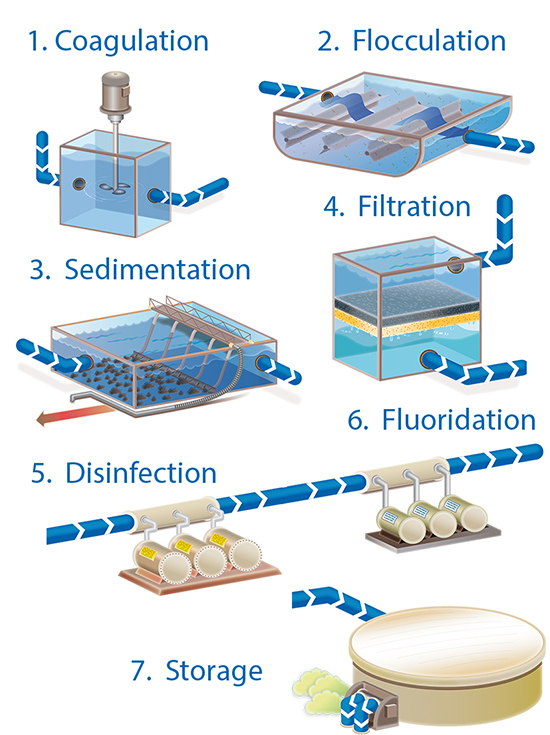 1. Coagulation
2. Flocculation
3. Sedimentation
4. Filtration
5. Disinfection
6. Fluoridation
7. Storage